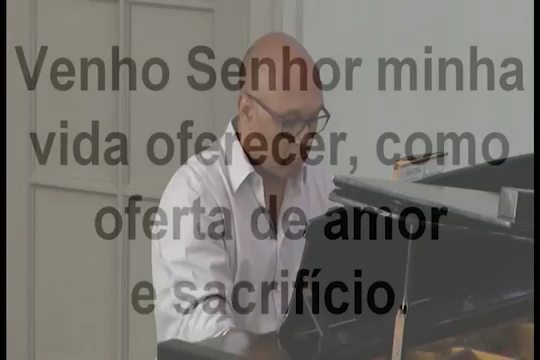 Venho Senhor minha
vida oferecer, como
oferta de amor
e sacrifício.